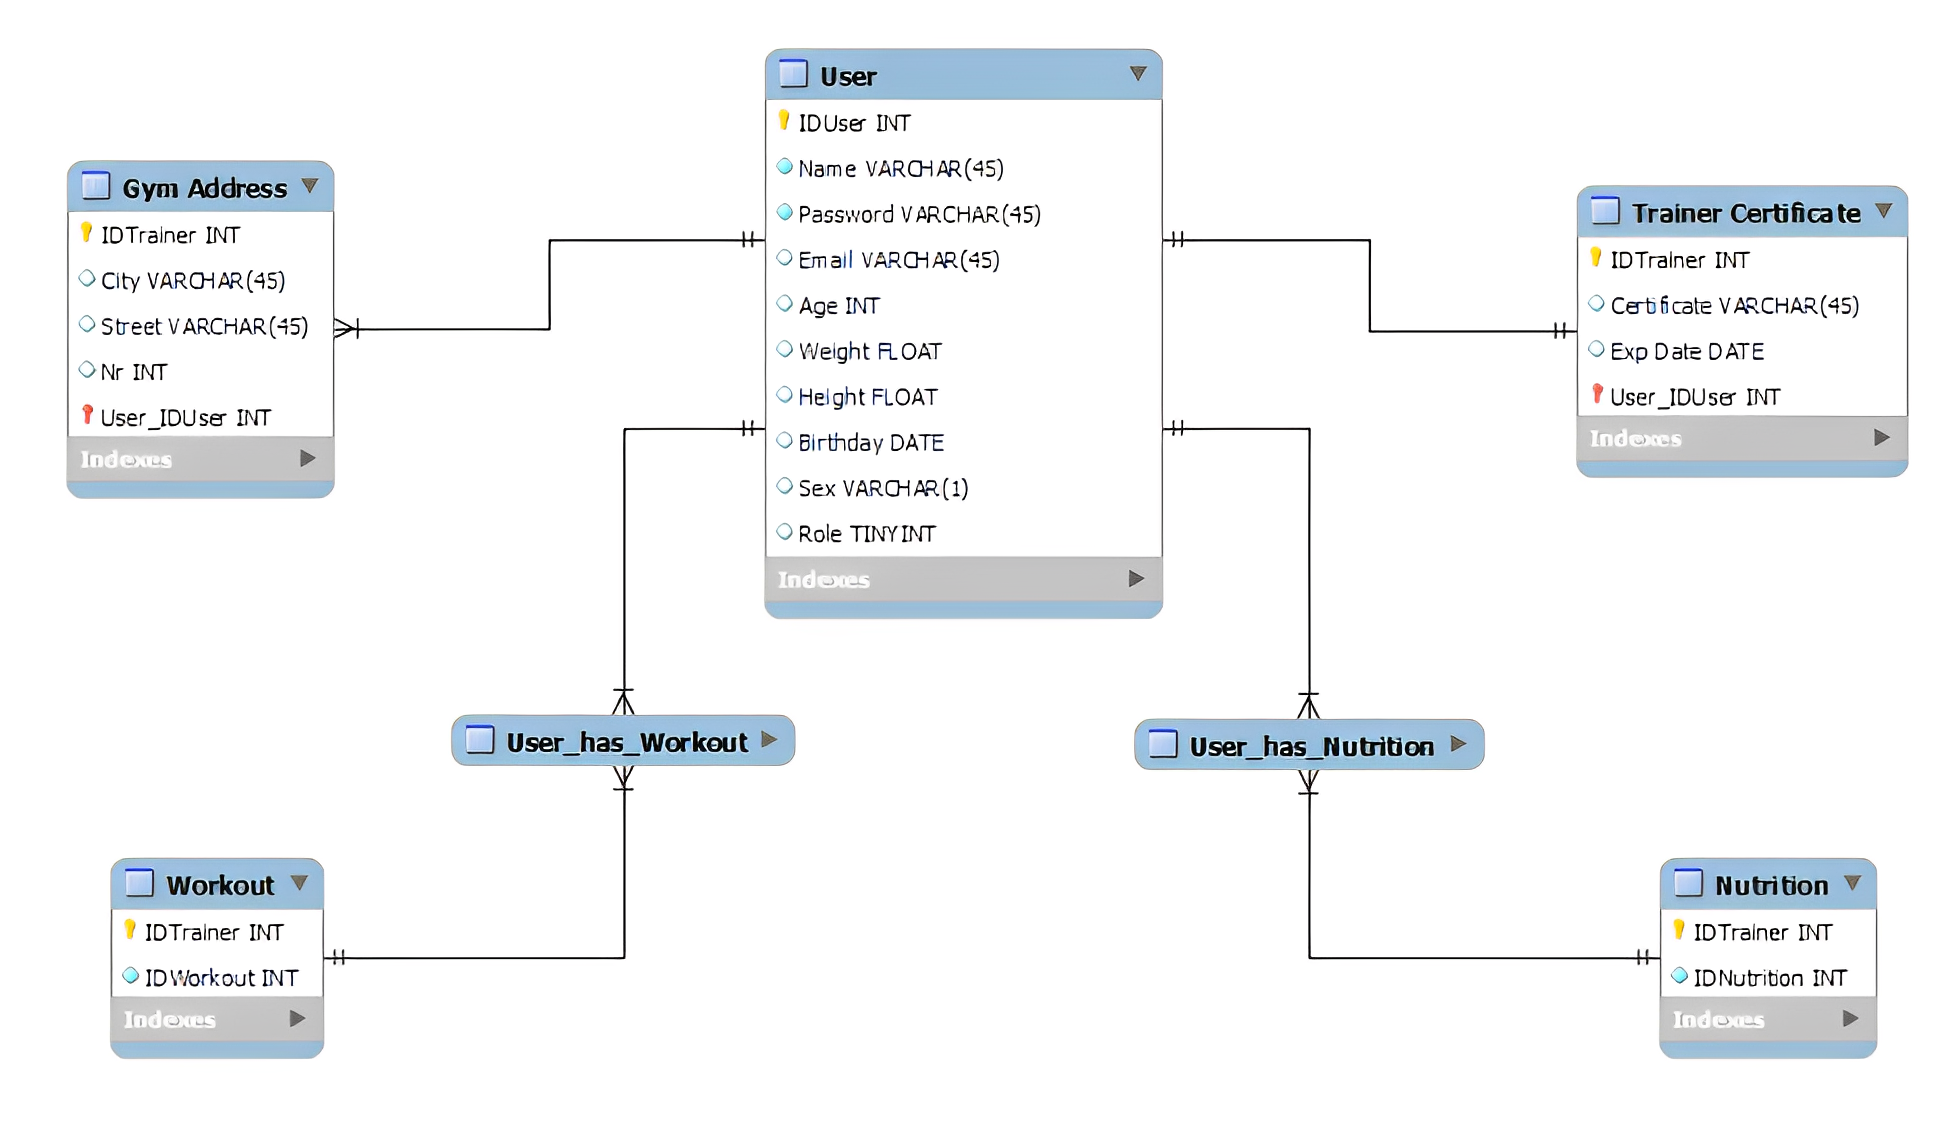 User
IDUser INT
Name VARCHAR(45)
Password VARCHAR(45)
Email VARCHAR(45)
Age INT
Weight FLOAT
Height FLOAT
Birthday DATE
Sex VARCHAR(1)
Role TINYINT
Indexes
Gym Address
IDTrainer INT
City VARCHAR(45)
Street VARCHAR(45)
Nr INT
User_IDUser INT
Indexes
Trainer Certificate
IDTrainer INT
Certificate VARCHAR(45)
Exp Date DATE
User_IDUser INT
Indexes
User_has_Workout
User_has_Nutrition
Workout
IDTrainer INT
IDWorkout INT
Indexes
Nutrition
IDTrainer INT
IDNutrition INT
Indexes